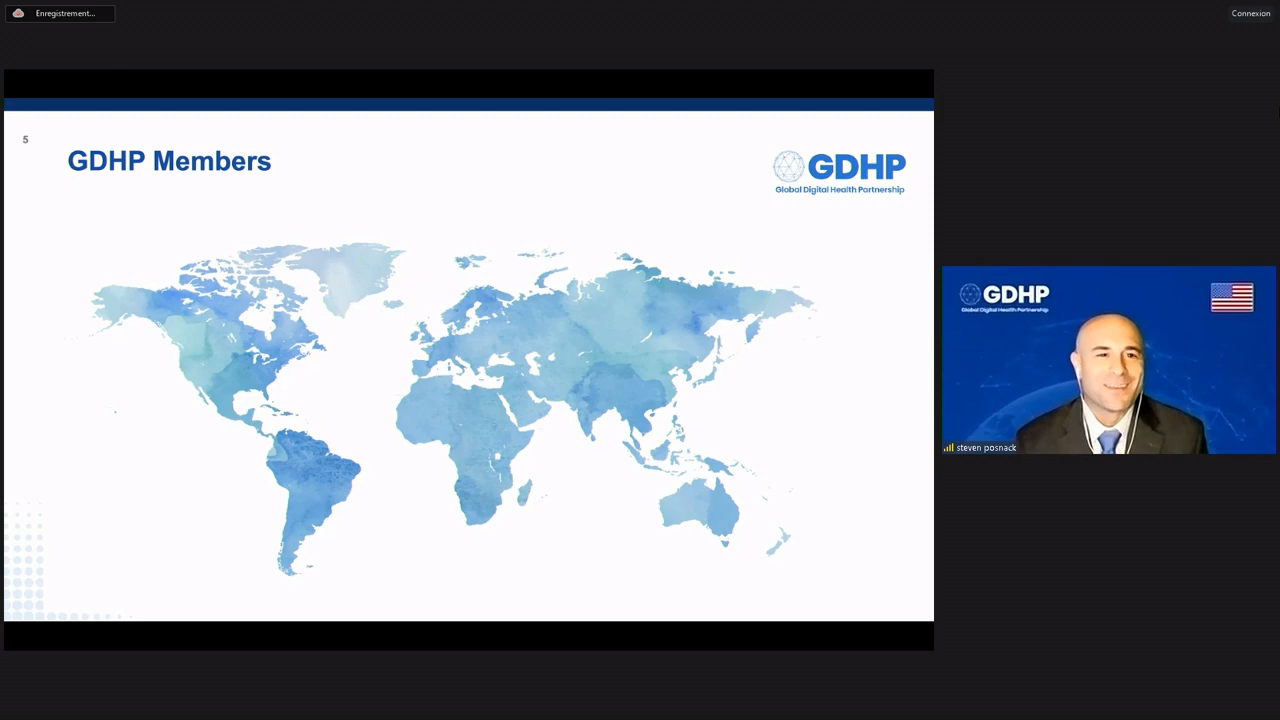 Enregistrement...
Connexion
5
GDHP Members
GDHP
Global Digital Health Partnership
GDHP
Global Digital Health Partnership
steven posnack